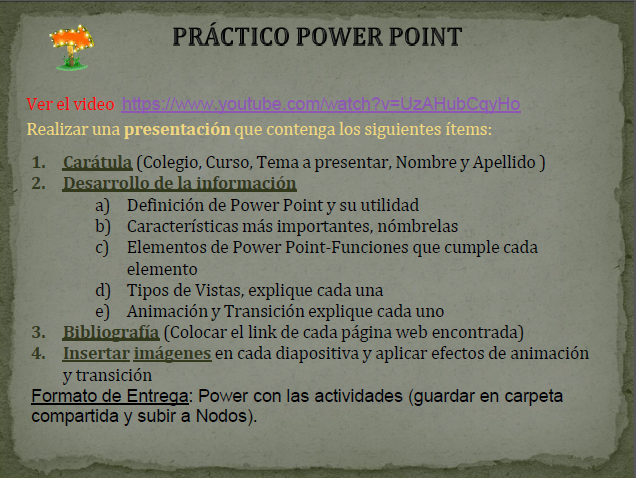 PRÁCTICO POWER POINT
Ver el video https://www.youtube.com/watch?v=UzAHubCqyHo
Realizar una presentación que contenga los siguientes ítems:
1. Carátula (Colegio, Curso, Tema a presentar, Nombre y Apellido )
2. Desarrollo de la información
a) Definición de Power Point y su utilidad
b) Características más importantes, nómbrelas
c) Elementos de Power Point-Funciones que cumple cada
elemento
d) Tipos de Vistas, explique cada una
e) Animación y Transición explique cada uno
3. Bibliografía (Colocar el link de cada página web encontrada)
4. Insertar imágenes en cada diapositiva y aplicar efectos de animación
y transición
Formato de Entrega: Power con las actividades (guardar en carpeta
compartida y subir a Nodos).